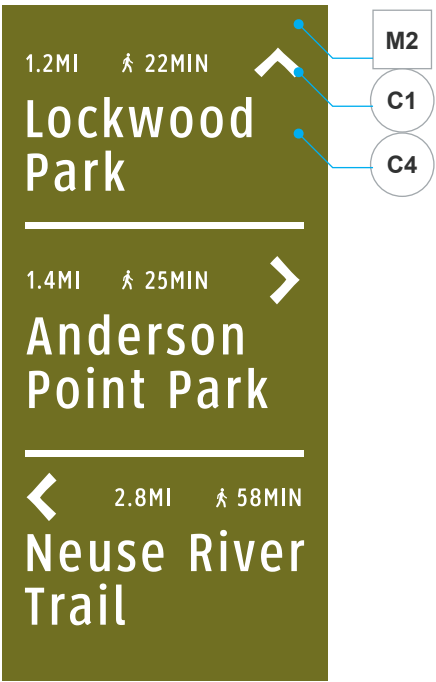 1.2MI 22MIN
Lockwood
Park
1.4MI 25MIN
Anderson
Point Park
2.8MI 58MIN
Neuse River
Trail
M2
C1
C4